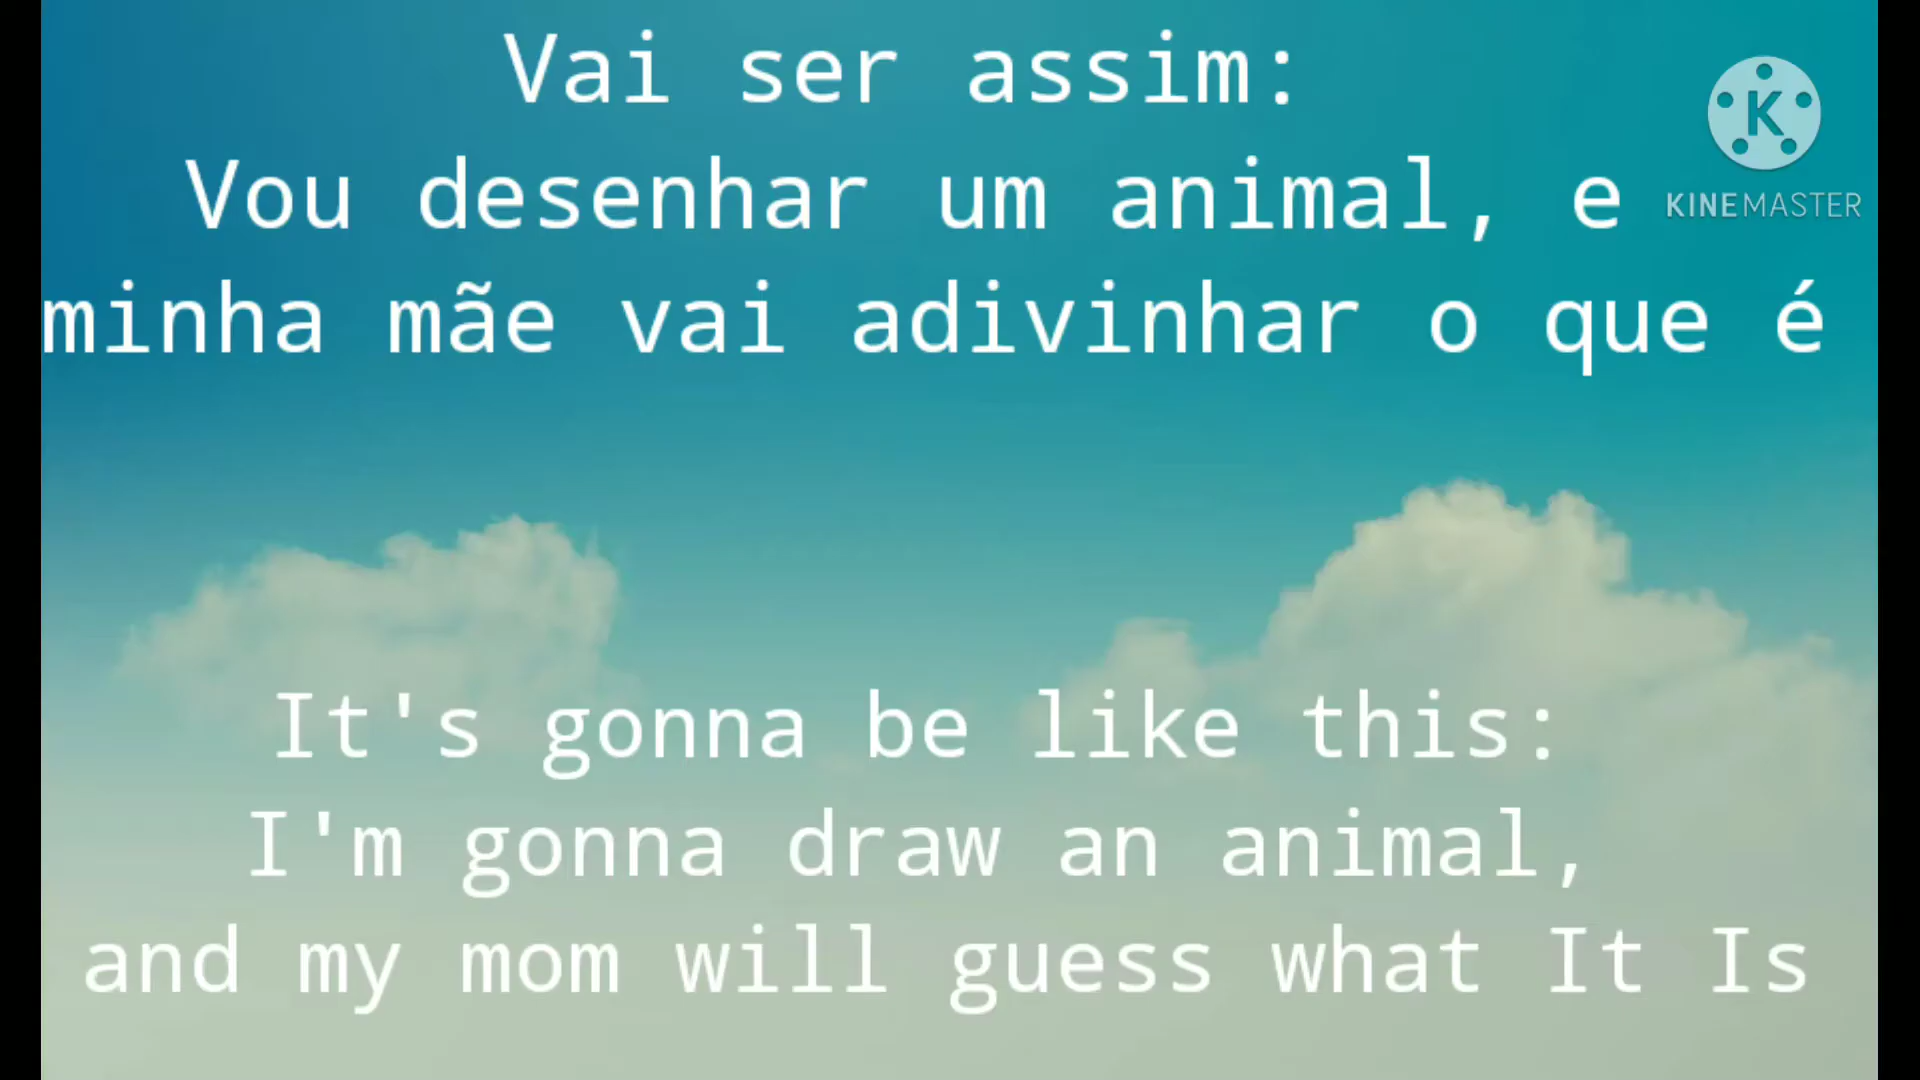 Vai ser assim:
Vou desenhar um animal, e
minha mãe vai adivinhar o que é
K
KINEMASTER
It's gonna be like this:
I'm gonna draw an animal,
and my mom will guess what It Is